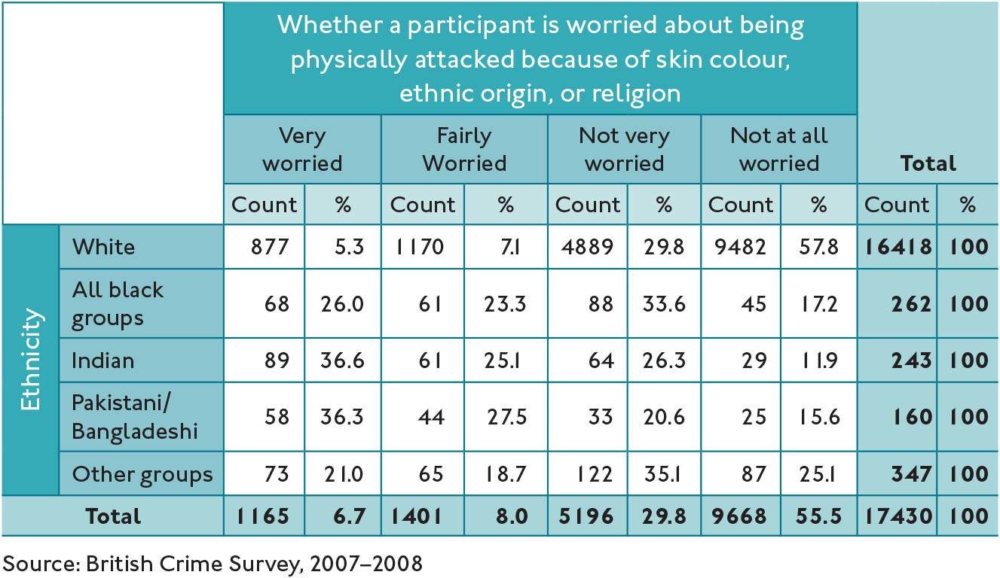 Whether a participant is worried about being
physically attacked because of skin colour,
ethnic origin, or religion
Very worried
Fairly Worried
Not very worried
Not at all worried
Total
Count % Count % Count % Count % Count %
Ethnicity
White 877 5.3 1170 7.1 4889 29.8 9482 57.8 16418 100
All black groups 68 26.0 61 23.3 88 33.6 45 17.2 262 100
Indian 89 36.6 61 25.1 64 26.3 29 11.9 243 100
Pakistani/ Bangladeshi 58 36.3 44 27.5 33 20.6 25 15.6 160 100
Other groups 73 21.0 65 18.7 122 35.1 87 25.1 347 100
Total 1165 6.7 1401 8.0 5196 29.8 9668 55.5 17430 100
Source: British Crime Survey, 2007–2008